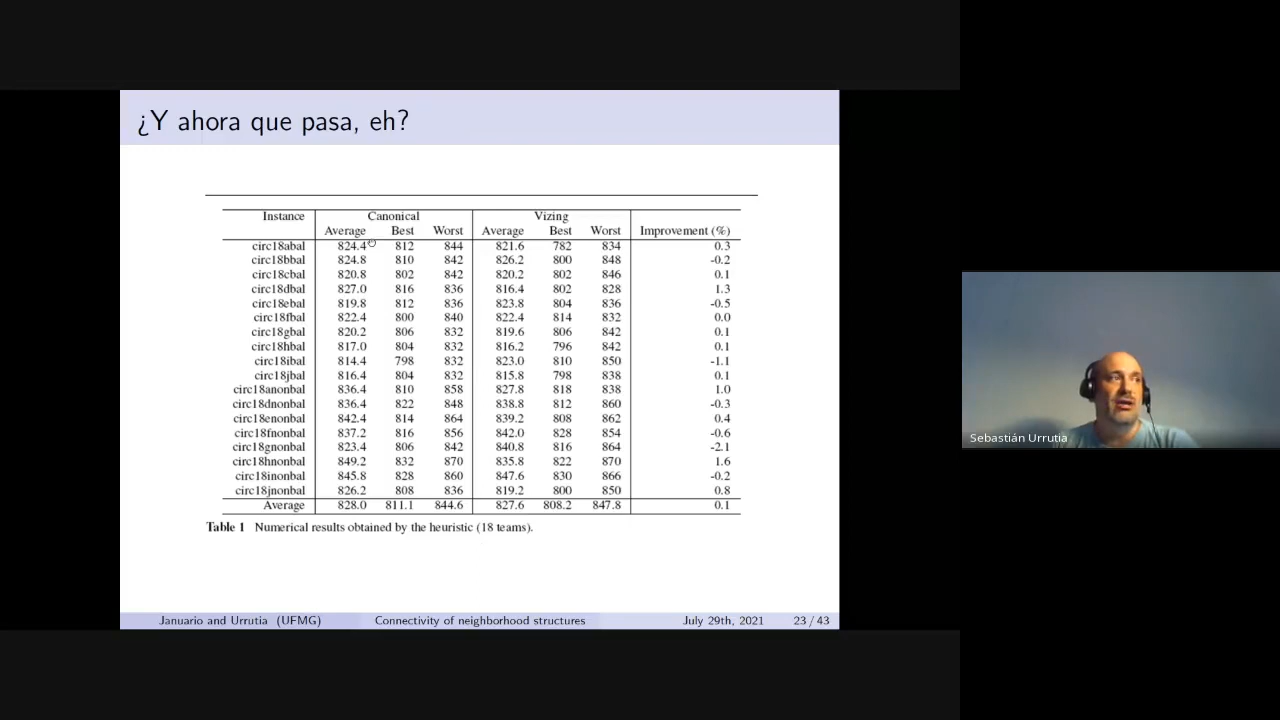 ¿Y ahora que pasa, eh?
Instance Canonical Vizing
Average Best Worst Average Best Worst Improvement (%)
circ18abal 824.4 812 844 821.6 782 834 0.3
circ18bbal 824.8 810 842 826.2 800 848 -0.2
circ18cbal 820.8 802 842 820.2 802 846 0.1
circ18dbal 827.0 816 836 816.4 802 828 1.3
circ18ebal 819.8 812 836 823.8 804 836 -0.5
circ18fbal 822.4 800 840 822.4 814 832 0.0
circ18gbal 820.2 806 832 819.6 806 842 0.1
circ18hbal 817.0 804 832 816.2 796 842 0.1
circ18ibal 814.4 798 832 823.0 810 850 -1.1
circ18jbal 816.4 804 832 815.8 798 838 0.1
circ18anonbal 836.4 810 858 827.8 818 838 1.0
circ18dnonbal 836.4 822 848 838.8 812 860 -0.3
circ18enonbal 842.4 814 864 839.2 808 862 0.4
circ18fnonbal 837.2 816 856 842.0 828 854 -0.6
circ18gnonbal 823.4 806 842 840.8 816 864 -2.1
circ18hnonbal 849.2 832 870 835.8 822 870 1.6
circ18inonbal 845.8 828 860 847.6 830 866 -0.2
circ18jnonbal 826.2 808 836 819.2 800 850 0.8
Average 828.0 811.1 844.6 827.6 808.2 847.8 0.1
Table 1 Numerical results obtained by the heuristic (18 teams).
Januario and Urrutia (UFMG) Connectivity of neighborhood structures July 29th, 2021 23 / 43
Sebastián Urrutia